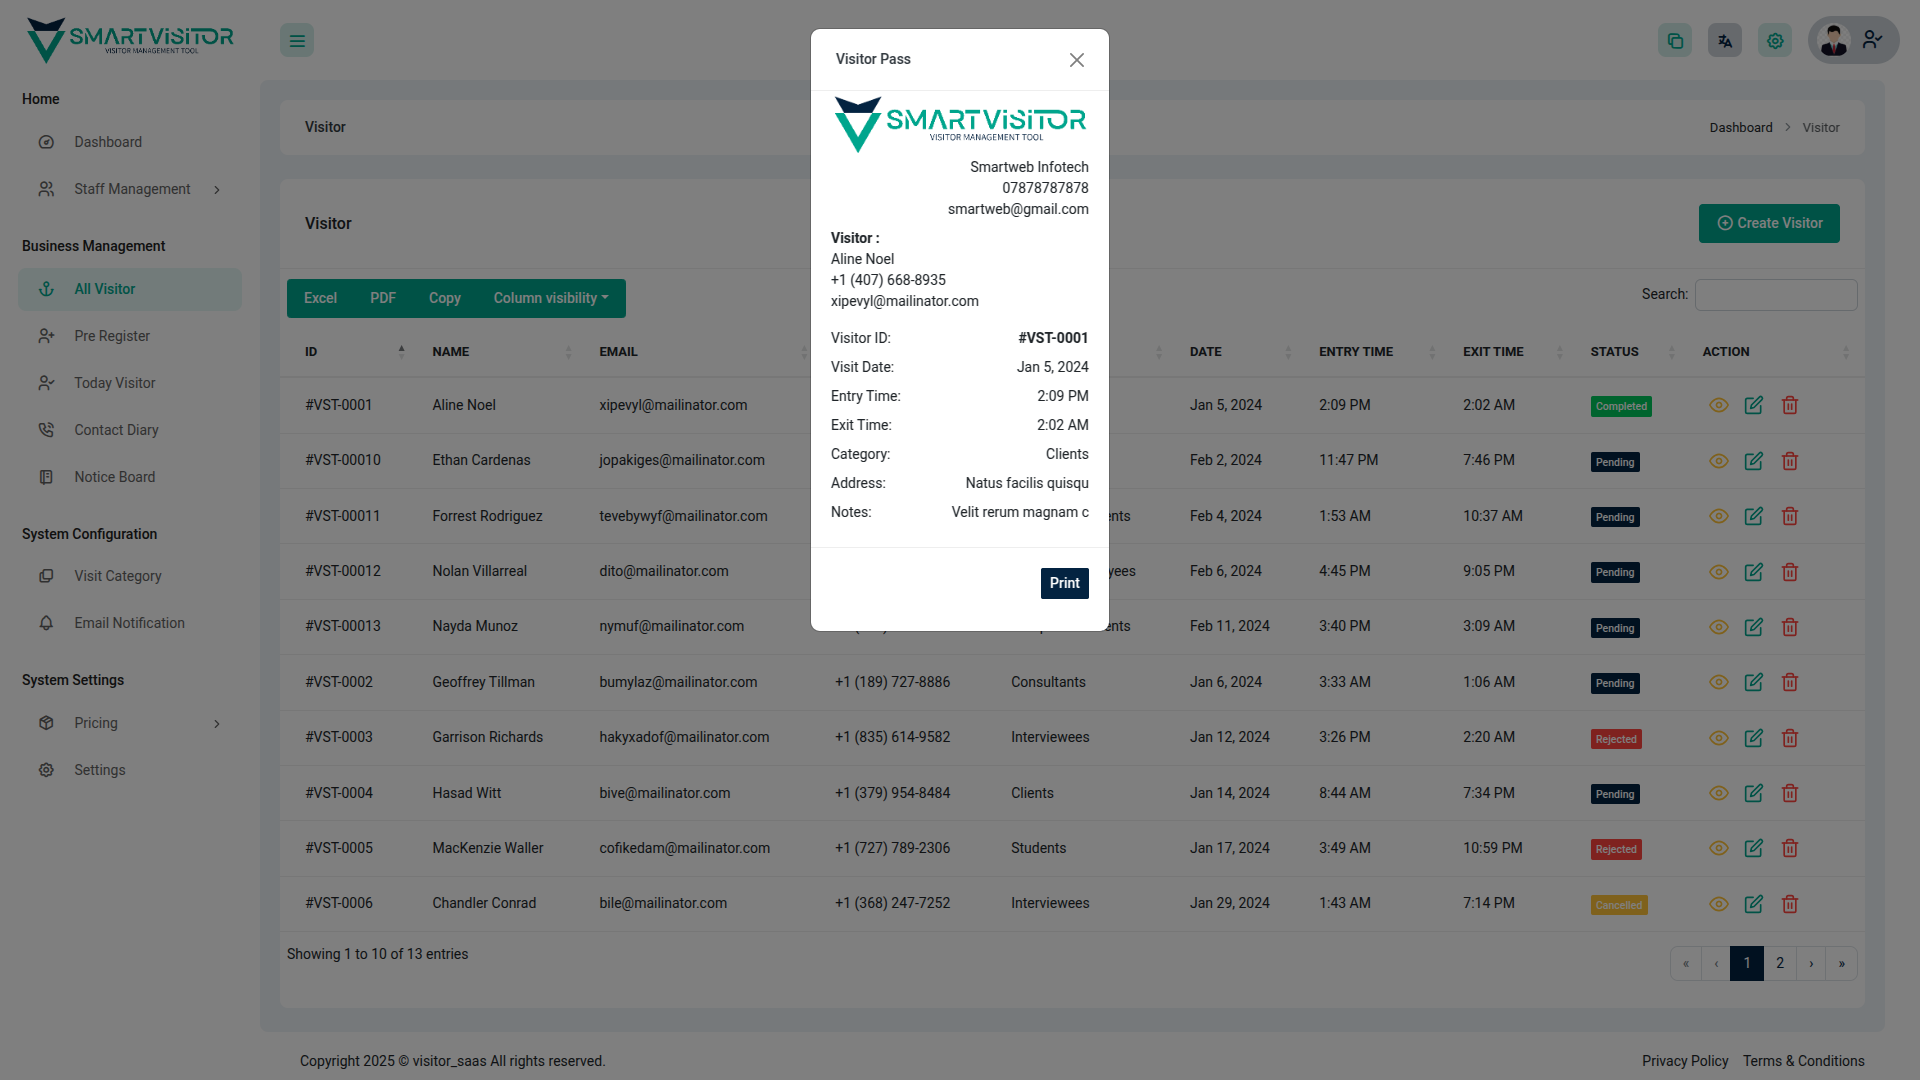 SMARTVISITOR
VISITOR MANAGEMENT TOOL
Home
Dashboard
Staff Management
Business Management
All Visitor
Pre Register
Today Visitor
Contact Diary
Notice Board
System Configuration
Visit Category
Email Notification
System Settings
Pricing
Settings
Visitor
Dashboard > Visitor
Visitor
Create Visitor
Excel PDF Copy Column visibility
Search:
ID NAME EMAIL DATE ENTRY TIME EXIT TIME STATUS ACTION
#VST-0001 Aline Noel xipevyl@mailinator.com Jan 5, 2024 2:09 PM 2:02 AM Completed
#VST-00010 Ethan Cardenas jopakiges@mailinator.com Feb 2, 2024 11:47 PM 7:46 PM Pending
#VST-00011 Forrest Rodriguez tevebywyf@mailinator.com Feb 4, 2024 1:53 AM 10:37 AM Pending
#VST-00012 Nolan Villarreal dito@mailinator.com Feb 6, 2024 4:45 PM 9:05 PM Pending
#VST-00013 Nayda Munoz nymuf@mailinator.com Feb 11, 2024 3:40 PM 3:09 AM Pending
#VST-0002 Geoffrey Tillman bumylaz@mailinator.com +1 (189) 727-8886 Consultants Jan 6, 2024 3:33 AM 1:06 AM Pending
#VST-0003 Garrison Richards hakyxadof@mailinator.com +1 (835) 614-9582 Interviewees Jan 12, 2024 3:26 PM 2:20 AM Rejected
#VST-0004 Hasad Witt bive@mailinator.com +1 (379) 954-8484 Clients Jan 14, 2024 8:44 AM 7:34 PM Pending
#VST-0005 MacKenzie Waller cofikedam@mailinator.com +1 (727) 789-2306 Students Jan 17, 2024 3:49 AM 10:59 PM Rejected
#VST-0006 Chandler Conrad bile@mailinator.com +1 (368) 247-7252 Interviewees Jan 29, 2024 1:43 AM 7:14 PM Cancelled
Showing 1 to 10 of 13 entries
« ‹ 1 2 › »
Copyright 2025 © visitor_saas All rights reserved.
Privacy Policy Terms & Conditions
Visitor Pass
SMARTVISITOR
VISITOR MANAGEMENT TOOL
Smartweb Infotech
07878787878
smartweb@gmail.com
Visitor :
Aline Noel
+1 (407) 668-8935
xipevyl@mailinator.com
Visitor ID: #VST-0001
Visit Date: Jan 5, 2024
Entry Time: 2:09 PM
Exit Time: 2:02 AM
Category: Clients
Address: Natus facilis quisqu
Notes: Velit rerum magnam c
Print